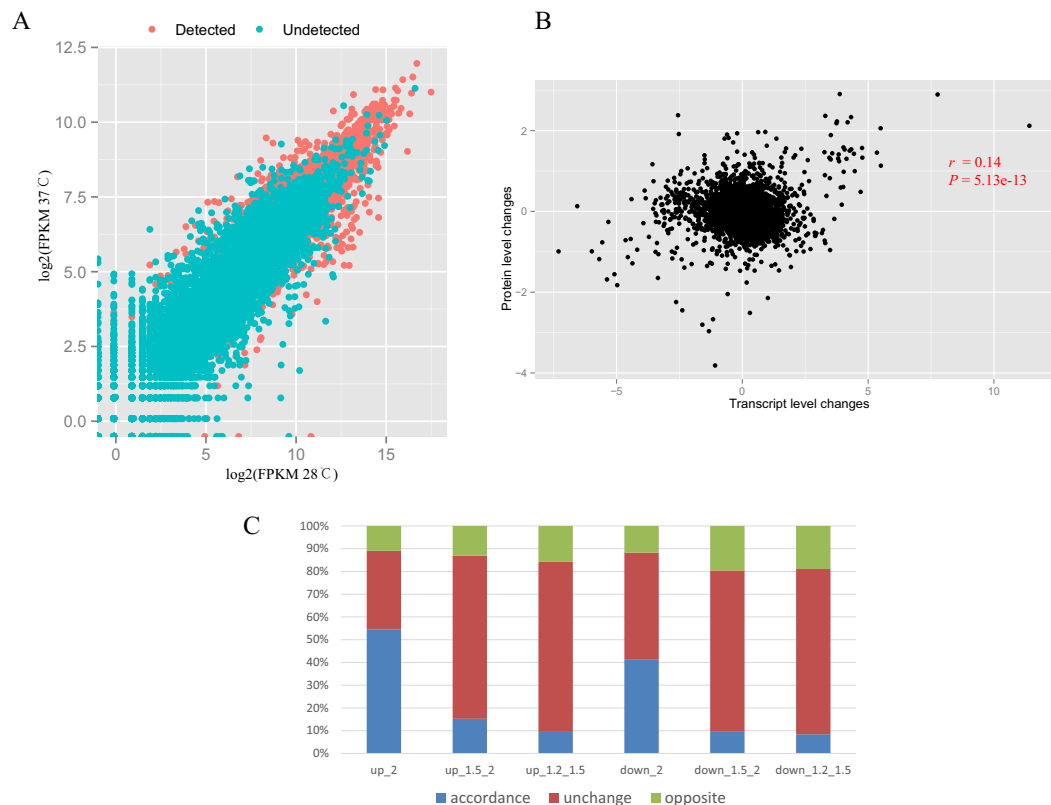 A
Detected Undetected
12.5
10.0
7.5
5.0
2.5
0.0
log2(FPKM 37℃)
0 5 10 15
log2(FPKM 28℃)
B
2
0
−2
−4
Protein level changes
r = 0.14
P = 5.13e-13
−5 0 5 10
Transcript level changes
C
100%
90%
80%
70%
60%
50%
40%
30%
20%
10%
0%
up_2 up_1.5_2 up_1.2_1.5 down_2 down_1.5_2 down_1.2_1.5
accordance unchange opposite